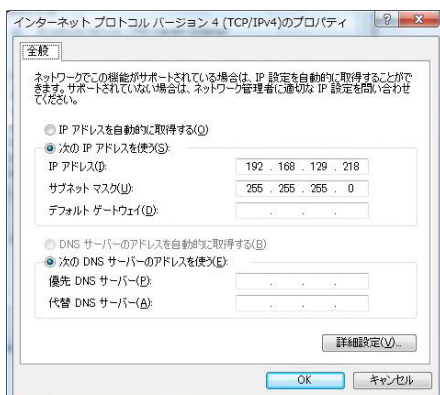 インターネット プロトコル バージョン 4 (TCP/IPv4)のプロパティ
全般
ネットワークでこの機能がサポートされている場合は、IP 設定を自動的に取得することがで
きます。サポートされていない場合は、ネットワーク管理者に適切な IP 設定を問い合わせ
てください。
IP アドレスを自動的に取得する(O)
次の IP アドレスを使う(S):
IP アドレス(I): 192 . 168 . 129 . 218
サブネット マスク(U): 255 . 255 . 255 . 0
デフォルト ゲートウェイ(D): . . .
DNS サーバーのアドレスを自動的に取得する(B)
次の DNS サーバーのアドレスを使う(E):
優先 DNS サーバー(P): . . .
代替 DNS サーバー(A): . . .
詳細設定(V)...
OK キャンセル